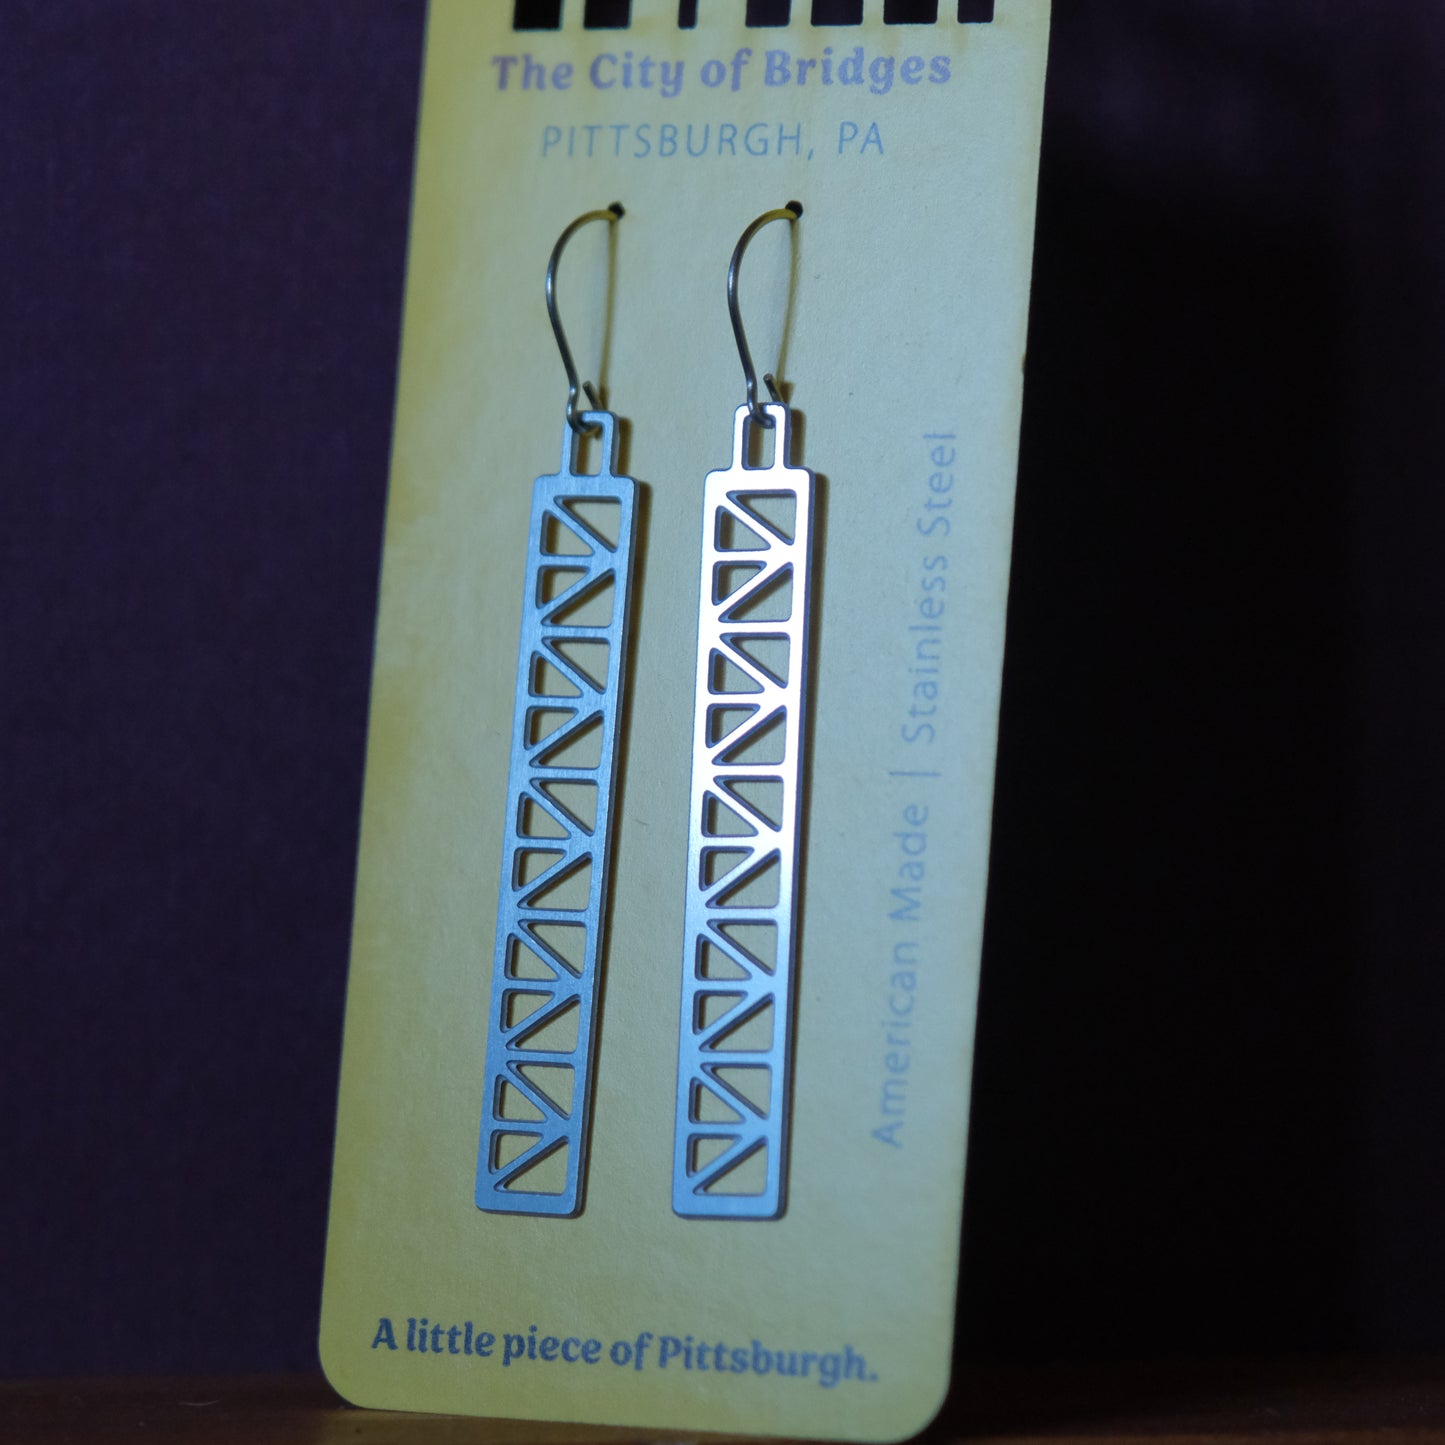 The City of Bridges
PITTSBURGH, PA
American Made | Stainless Steel
A little piece of Pittsburgh.